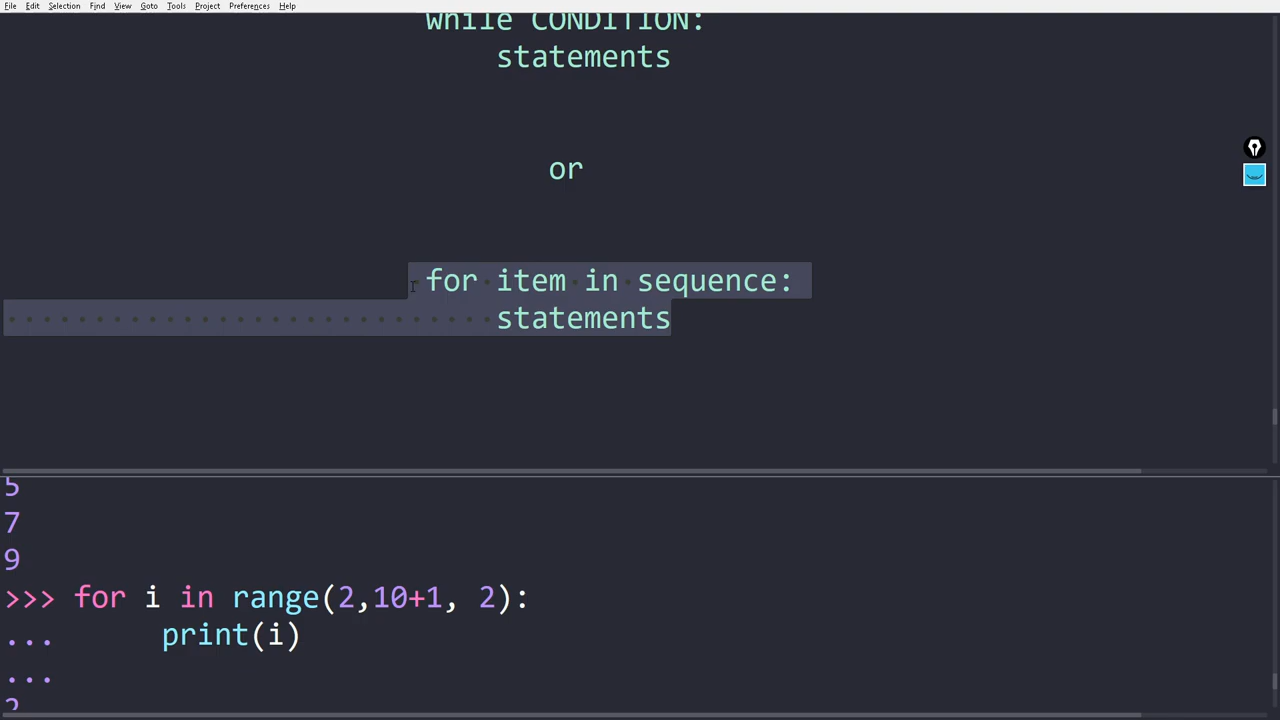 File Edit Selection Find View Goto Tools Project Preferences Help
while CONDITION:
statements
or
for item in sequence:
statements
5
7
9
>>> for i in range(2,10+1, 2):
... print(i)
...
2